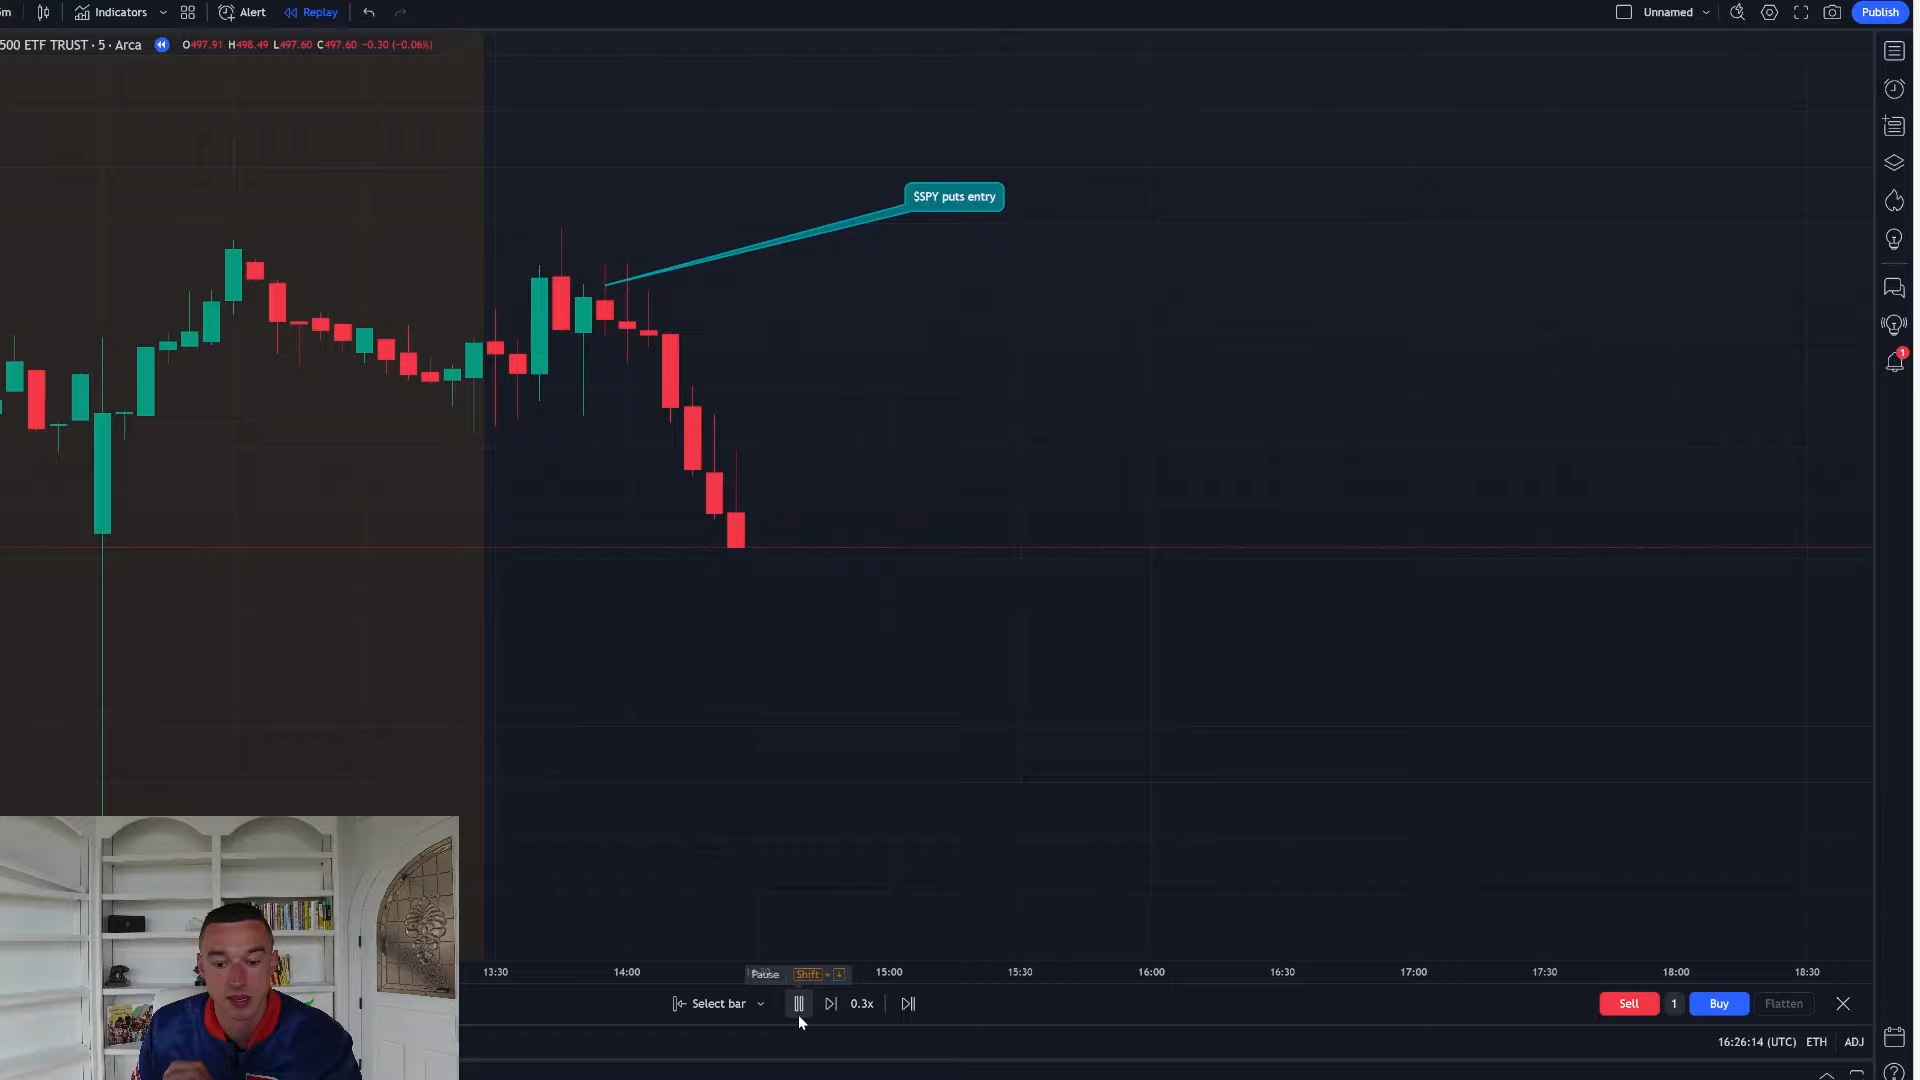 Indicators
Alert
Replay
Unnamed
Publish
500 ETF TRUST · 5 · Arca
O497.91 H498.49 L497.60 C497.60 −0.30 (−0.06%)
$SPY puts entry
1
13:30
14:00
15:00
15:30
16:00
16:30
17:00
17:30
18:00
18:30
Pause
Shift +
Select bar
0.3x
Sell
1
Buy
Flatten
16:26:14 (UTC)
ETH
ADJ